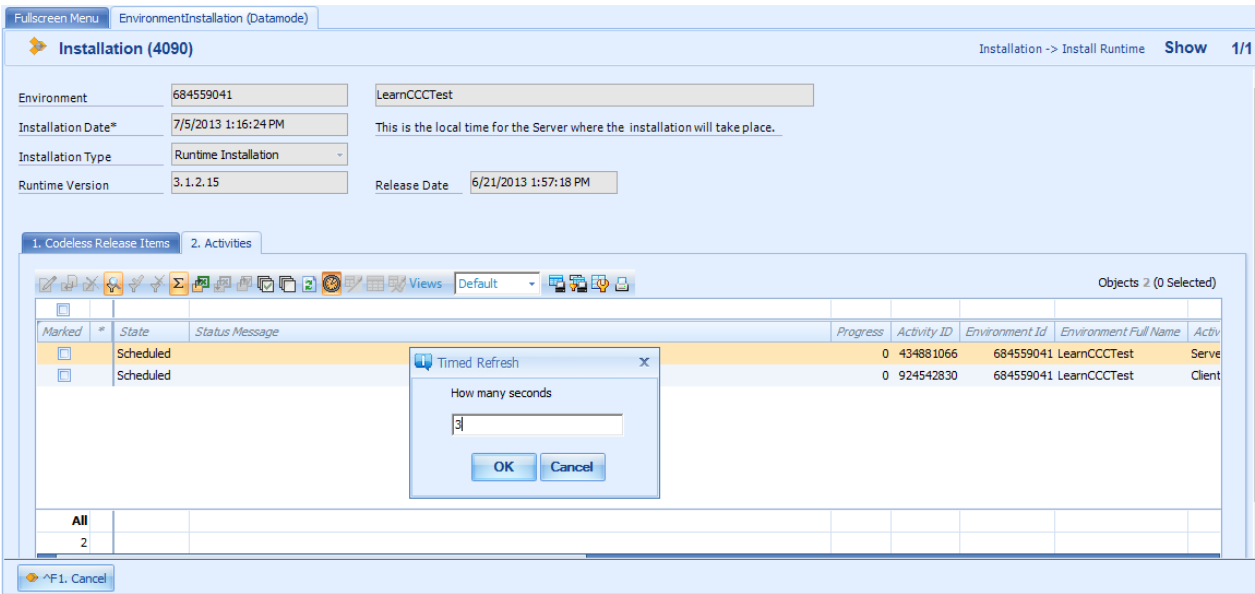 Fullscreen Menu EnvironmentInstallation (Datamode)
Installation (4090) Installation -> Install Runtime Show 1/1
Environment 684559041 LearnCCCTest
Installation Date* 7/5/2013 1:16:24 PM This is the local time for the Server where the installation will take place.
Installation Type Runtime Installation
Runtime Version 3.1.2.15 Release Date 6/21/2013 1:57:18 PM
1. Codeless Release Items 2. Activities
Views Default Objects 2 (0 Selected)
Marked * State Status Message Progress Activity ID Environment Id Environment Full Name Activ
Scheduled 0 434881066 684559041 LearnCCCTest Serve
Scheduled 0 924542830 684559041 LearnCCCTest Client
Timed Refresh x
How many seconds
3
OK Cancel
All
2
^F1. Cancel